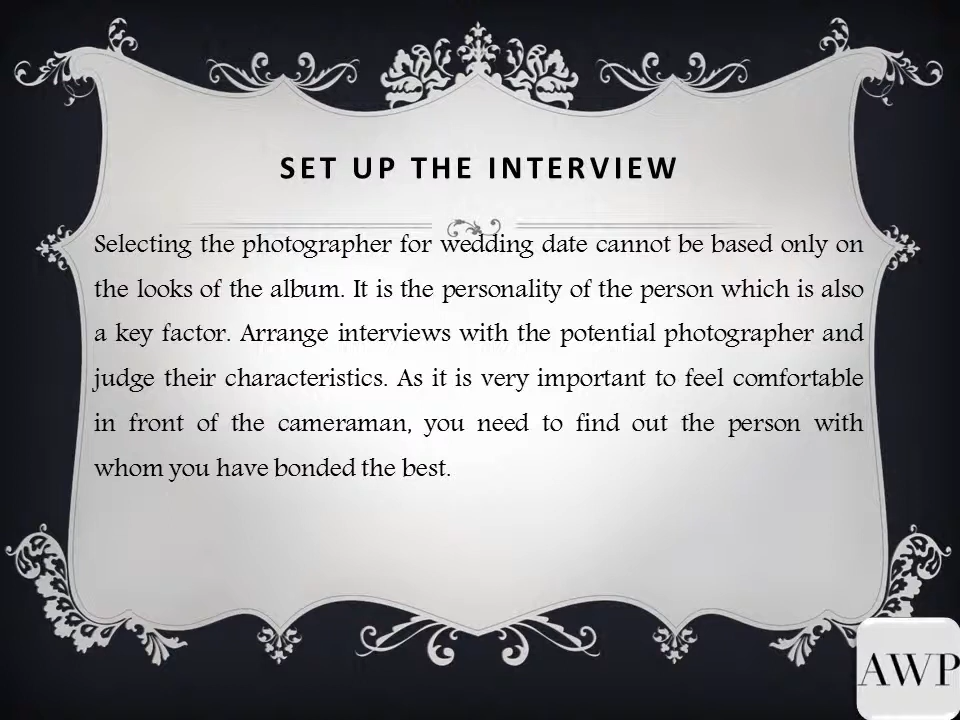 SET UP THE INTERVIEW
Selecting the photographer for wedding date cannot be based only on
the looks of the album. It is the personality of the person which is also
a key factor. Arrange interviews with the potential photographer and
judge their characteristics. As it is very important to feel comfortable
in front of the cameraman, you need to find out the person with
whom you have bonded the best.
AWP